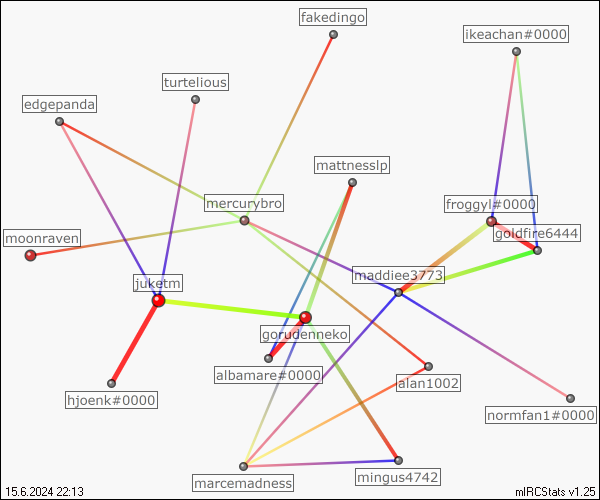 fakedingo
ikeachan#0000
turtelious
edgepanda
mattnesslp
mercurybro
froggyl#0000
goldfire6444
moonraven
maddiee3773
juketm
gorudenneko
albamare#0000
alan1002
hjoenk#0000
normfan1#0000
marcemadness
mingus4742
15.6.2024 22:13
mIRCStats v1.25